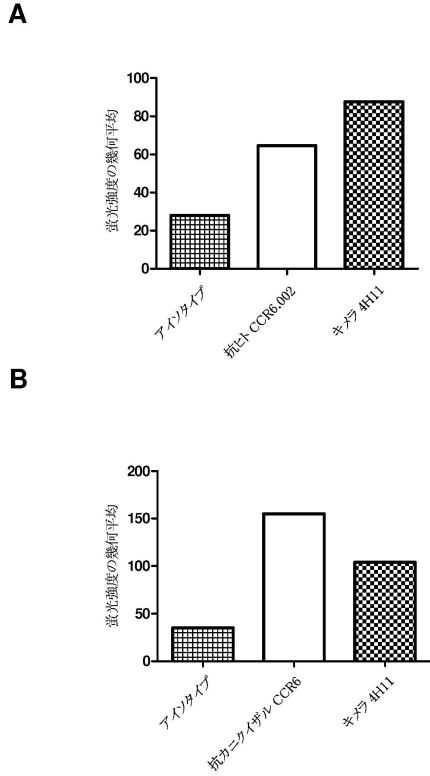 A
蛍光強度の幾何平均
100
80
60
40
20
0
アイソタイプ
抗ヒト CCR6.002
キメラ 4H11
B
蛍光強度の幾何平均
200
150
100
50
0
アイソタイプ
抗カニクイザル CCR6
キメラ 4H11